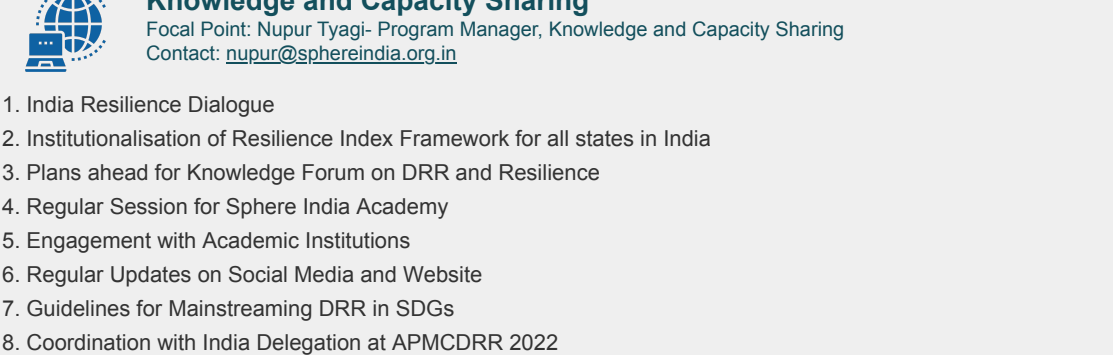 Knowledge and Capacity Sharing
Focal Point: Nupur Tyagi- Program Manager, Knowledge and Capacity Sharing
Contact: nupur@sphereindia.org.in
1. India Resilience Dialogue
2. Institutionalisation of Resilience Index Framework for all states in India
3. Plans ahead for Knowledge Forum on DRR and Resilience
4. Regular Session for Sphere India Academy
5. Engagement with Academic Institutions
6. Regular Updates on Social Media and Website
7. Guidelines for Mainstreaming DRR in SDGs
8. Coordination with India Delegation at APMCDRR 2022